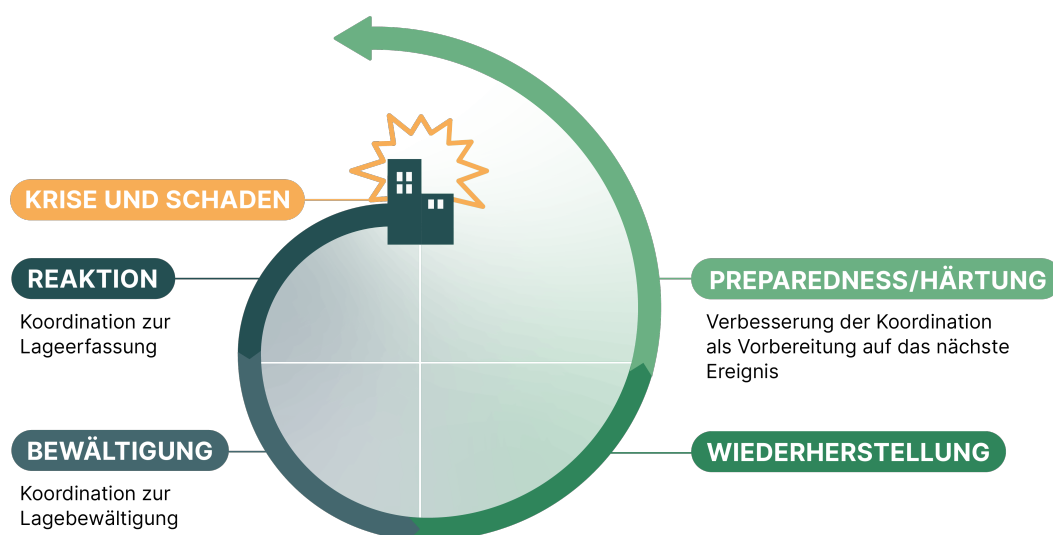 KRISE UND SCHADEN
REAKTION
Koordination zur
Lageerfassung
BEWÄLTIGUNG
Koordination zur
Lagebewältigung
PREPAREDNESS/HÄRTUNG
Verbesserung der Koordination
als Vorbereitung auf das nächste
Ereignis
WIEDERHERSTELLUNG